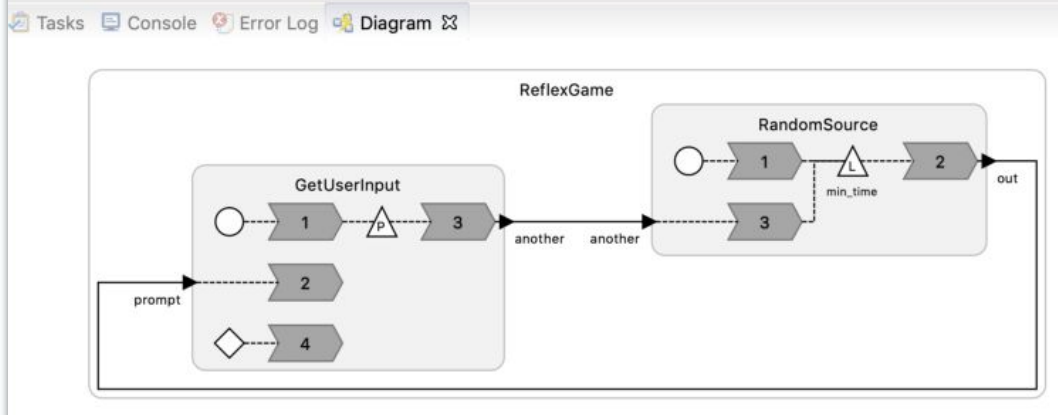 Tasks Console Error Log Diagram
ReflexGame
RandomSource
1 L 2
min_time
out
3
GetUserInput
1 P 3
another another
2
prompt
4